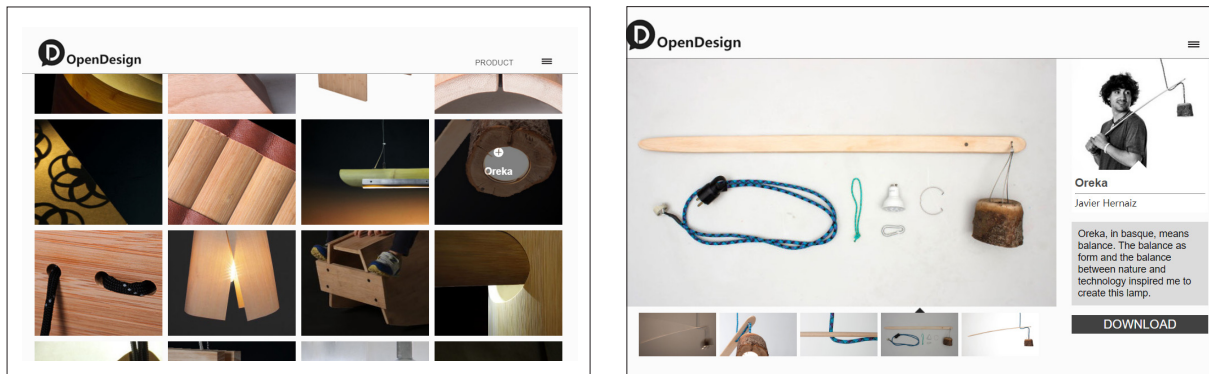 OpenDesign
PRODUCT
Oreka
OpenDesign
Oreka
Javier Hernaiz
Oreka, in basque, means
balance. The balance as
form and the balance
between nature and
technology inspired me to
create this lamp.
DOWNLOAD